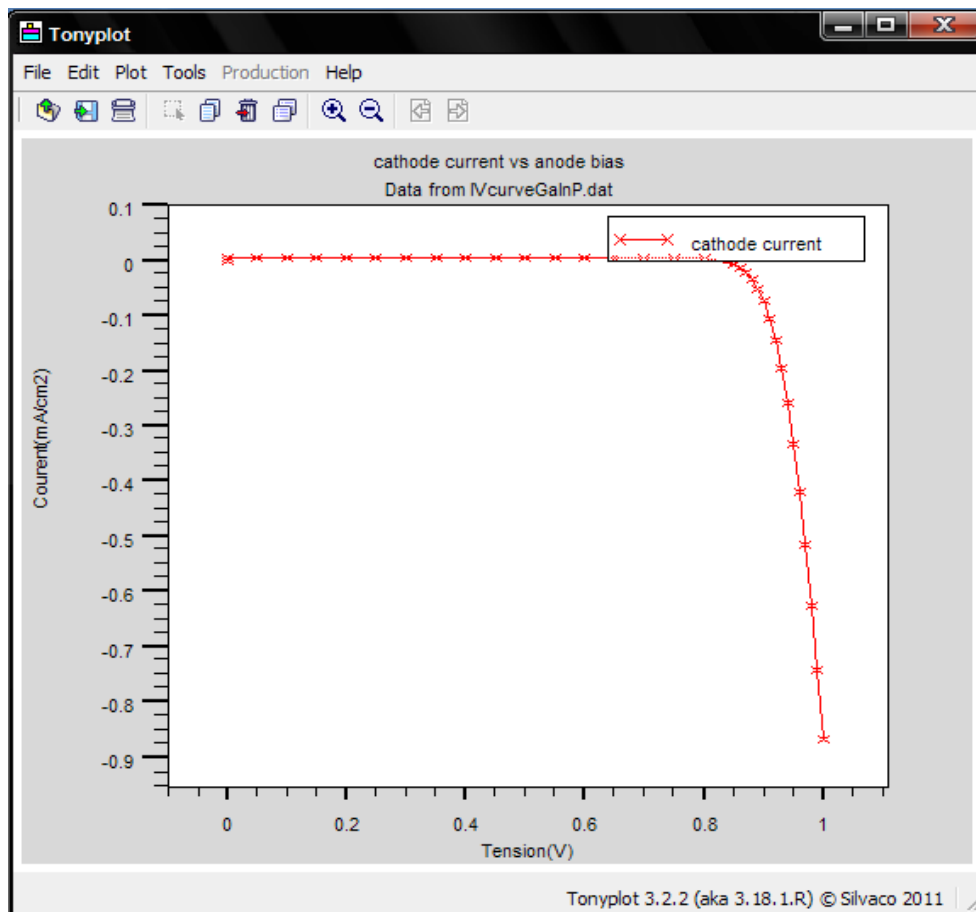 Tonyplot
File Edit Plot Tools Production Help
cathode current vs anode bias
Data from IVcurveGaInP.dat
cathode current
0.1
0
-0.1
-0.2
-0.3
-0.4
-0.5
-0.6
-0.7
-0.8
-0.9
Courent(mA/cm2)
0 0.2 0.4 0.6 0.8 1
Tension(V)
Tonyplot 3.2.2 (aka 3.18.1.R) © Silvaco 2011